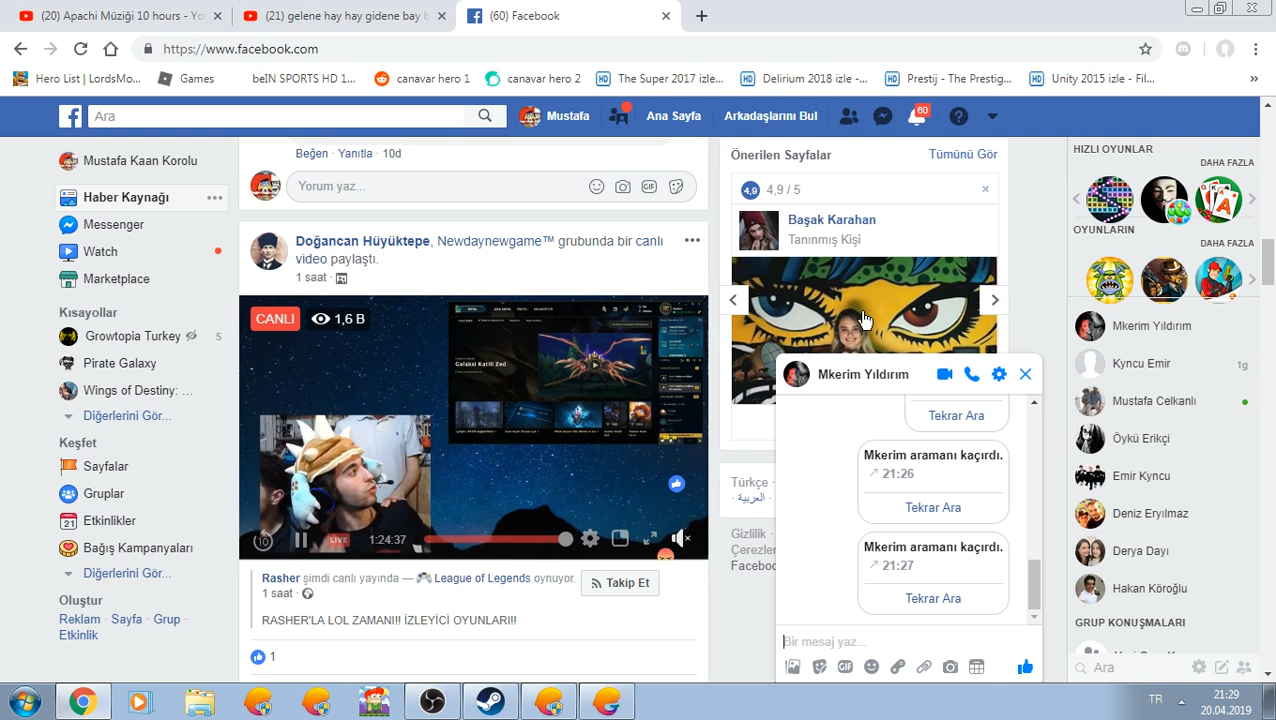 (20) Apachi Müziği 10 hours - Yo
(21) gelene hay hay gidene bay b
(60) Facebook
https://www.facebook.com
Hero List | LordsMo...
Games
beIN SPORTS HD 1...
canavar hero 1
canavar hero 2
The Super 2017 izle...
Delirium 2018 izle - ...
Prestij - The Prestig...
Unity 2015 izle - Fil...
»
Ara
Mustafa
Ana Sayfa
Arkadaşlarını Bul
60
Mustafa Kaan Korolu
Haber Kaynağı
Messenger
Watch
Marketplace
Kısayollar
Growtopia Turkey
5
Pirate Galaxy
Wings of Destiny: ...
Diğerlerini Gör...
Keşfet
Sayfalar
Gruplar
21 Etkinlikler
Bağış Kampanyaları
Diğerlerini Gör...
Oluştur
Reklam · Sayfa · Grup ·
Etkinlik
Beğen · Yanıtla · 10d
Yorum yaz...
GIF
Doğancan Hüyüktepe, Newdaynewgame™ grubunda bir canlı
video paylaştı.
1 saat ·
CANLI
1,6 B
Galaksi Katili Zed
10
LIVE
1:24:37
Rasher şimdi canlı yayında — League of Legends oynuyor.
1 saat ·
Takip Et
RASHER'LA LOL ZAMANI!! İZLEYİCİ OYUNLARI!!!
1
Önerilen Sayfalar
Tümünü Gör
4,9
4,9 / 5
Başak Karahan
Tanınmış Kişi
Türkçe ·
· العربية
Gizlilik
Çerezler
Faceboo
Mkerim Yıldırım
Tekrar Ara
Mkerim aramanı kaçırdı.
21:26
Tekrar Ara
Mkerim aramanı kaçırdı.
21:27
Tekrar Ara
Bir mesaj yaz...
GIF
HIZLI OYUNLAR
DAHA FAZLA
OYUNLARIN
DAHA FAZLA
Mkerim Yıldırım
Kyncu Emir
1g
Mustafa Celkanlı
Öykü Erikçi
Emir Kyncu
Deniz Eryılmaz
Derya Dayı
Hakan Köroğlu
GRUP KONUŞMALARI
Ara
TR
21:29
20.04.2019